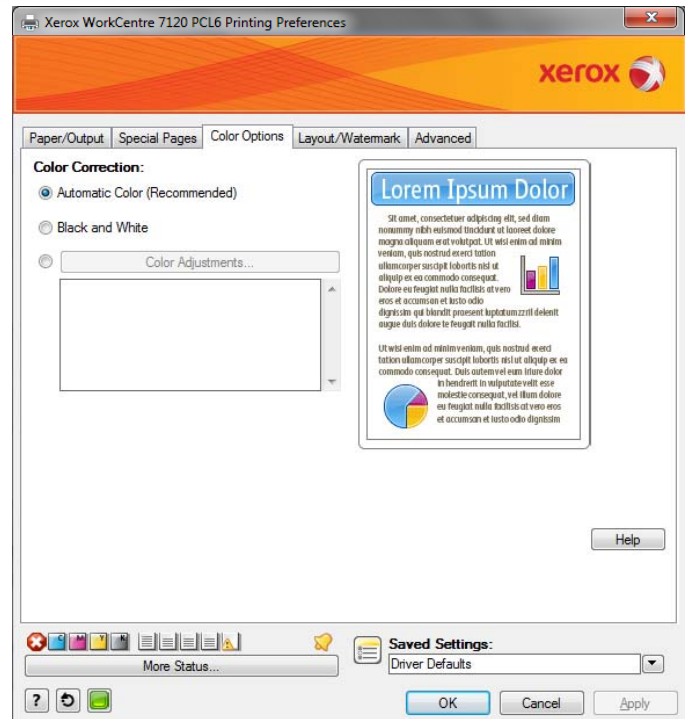 Xerox WorkCentre 7120 PCL6 Printing Preferences
xerox
Paper/Output
Special Pages
Color Options
Layout/Watermark
Advanced
Color Correction:
Automatic Color (Recommended)
Black and White
Color Adjustments...
Lorem Ipsum Dolor
Sit amet, consectetuer adipiscing elit, sed diam
nonummy nibh euismod tincidunt ut laoreet dolore
magna aliquam erat volutpat. Ut wisi enim ad minim
veniam, quis nostrud exerci tation
ullamcorper suscipit lobortis nisl ut
aliquip ex ea commodo consequat.
Dolore eu feugiat nulla facilisis at vero
eros et accumsan et iusto odio
dignissim qui blandit praesent luptatum zzril delenit
augue duis dolore te feugait nulla facilisi.
Ut wisi enim ad minim veniam, quis nostrud exerci
tation ullamcorper suscipit lobortis nisl ut aliquip ex ea
commodo consequat. Duis autem vel eum iriure dolor
in hendrerit in vulputate velit esse
molestie consequat, vel illum dolore
eu feugiat nulla facilisis at vero eros
et accumsan et iusto odio dignissim
Help
C M Y K
More Status...
Saved Settings:
Driver Defaults
?
OK
Cancel
Apply